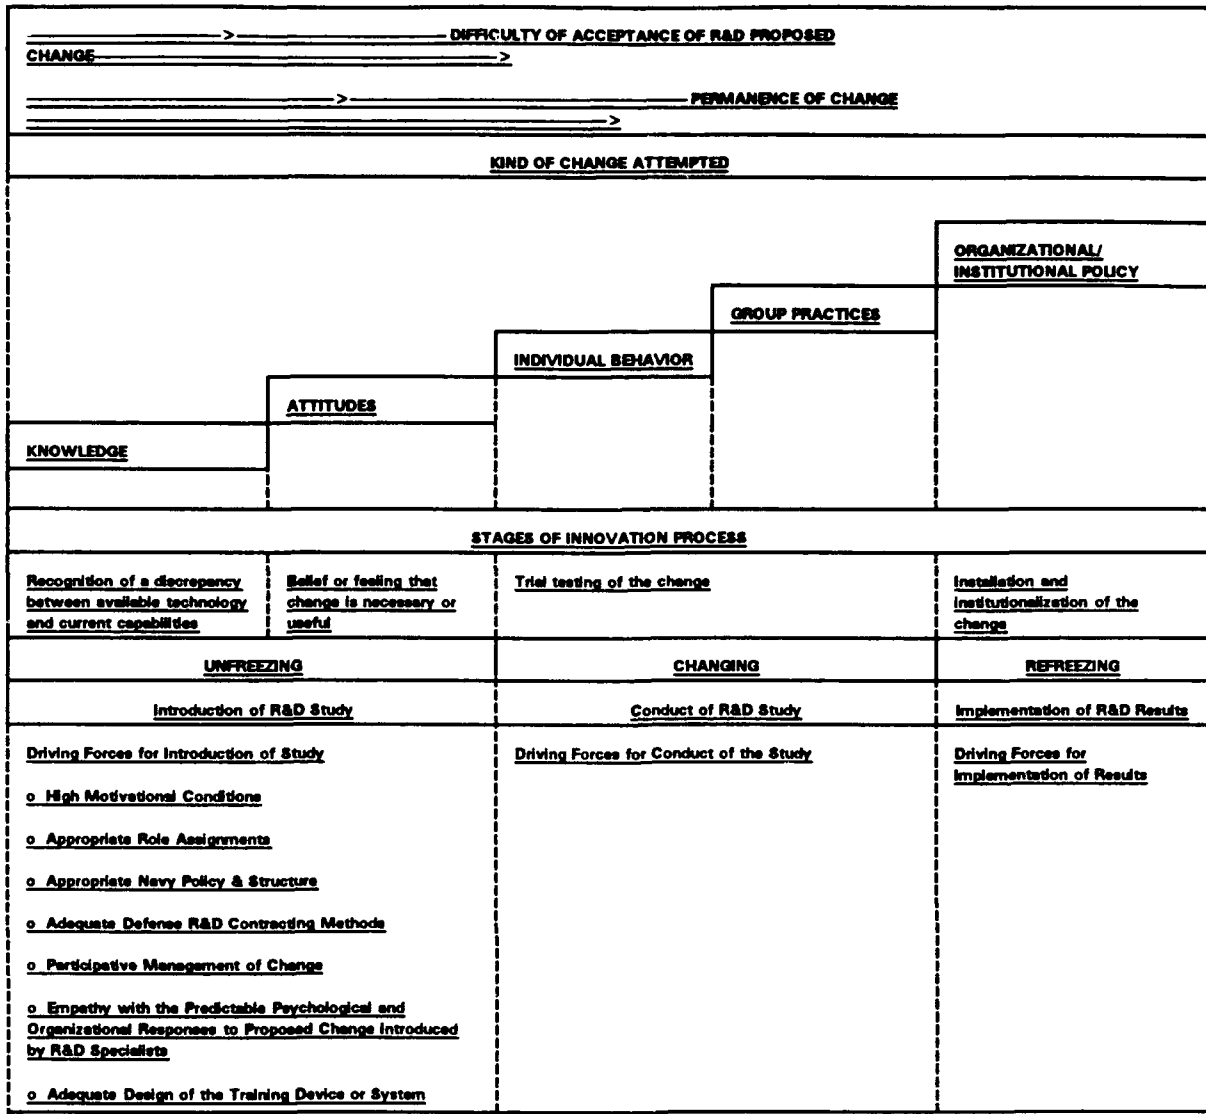 > DIFFICULTY OF ACCEPTANCE OF R&D PROPOSED
CHANGE >
> PERMANENCE OF CHANGE
>
KIND OF CHANGE ATTEMPTED
ORGANIZATIONAL/
INSTITUTIONAL POLICY
GROUP PRACTICES
INDIVIDUAL BEHAVIOR
ATTITUDES
KNOWLEDGE
STAGES OF INNOVATION PROCESS
Recognition of a discrepancy
between available technology
and current capabilities
Belief or feeling that
change is necessary or
useful
Trial testing of the change
Installation and
institutionalization of the
change
UNFREEZING
CHANGING
REFREEZING
Introduction of R&D Study
Conduct of R&D Study
Implementation of R&D Results
Driving Forces for Introduction of Study
o High Motivational Conditions
o Appropriate Role Assignments
o Appropriate Navy Policy & Structure
o Adequate Defense R&D Contracting Methods
o Participative Management of Change
o Empathy with the Predictable Psychological and
Organizational Responses to Proposed Change Introduced
by R&D Specialists
o Adequate Design of the Training Device or System
Driving Forces for Conduct of the Study
Driving Forces for
Implementation of Results